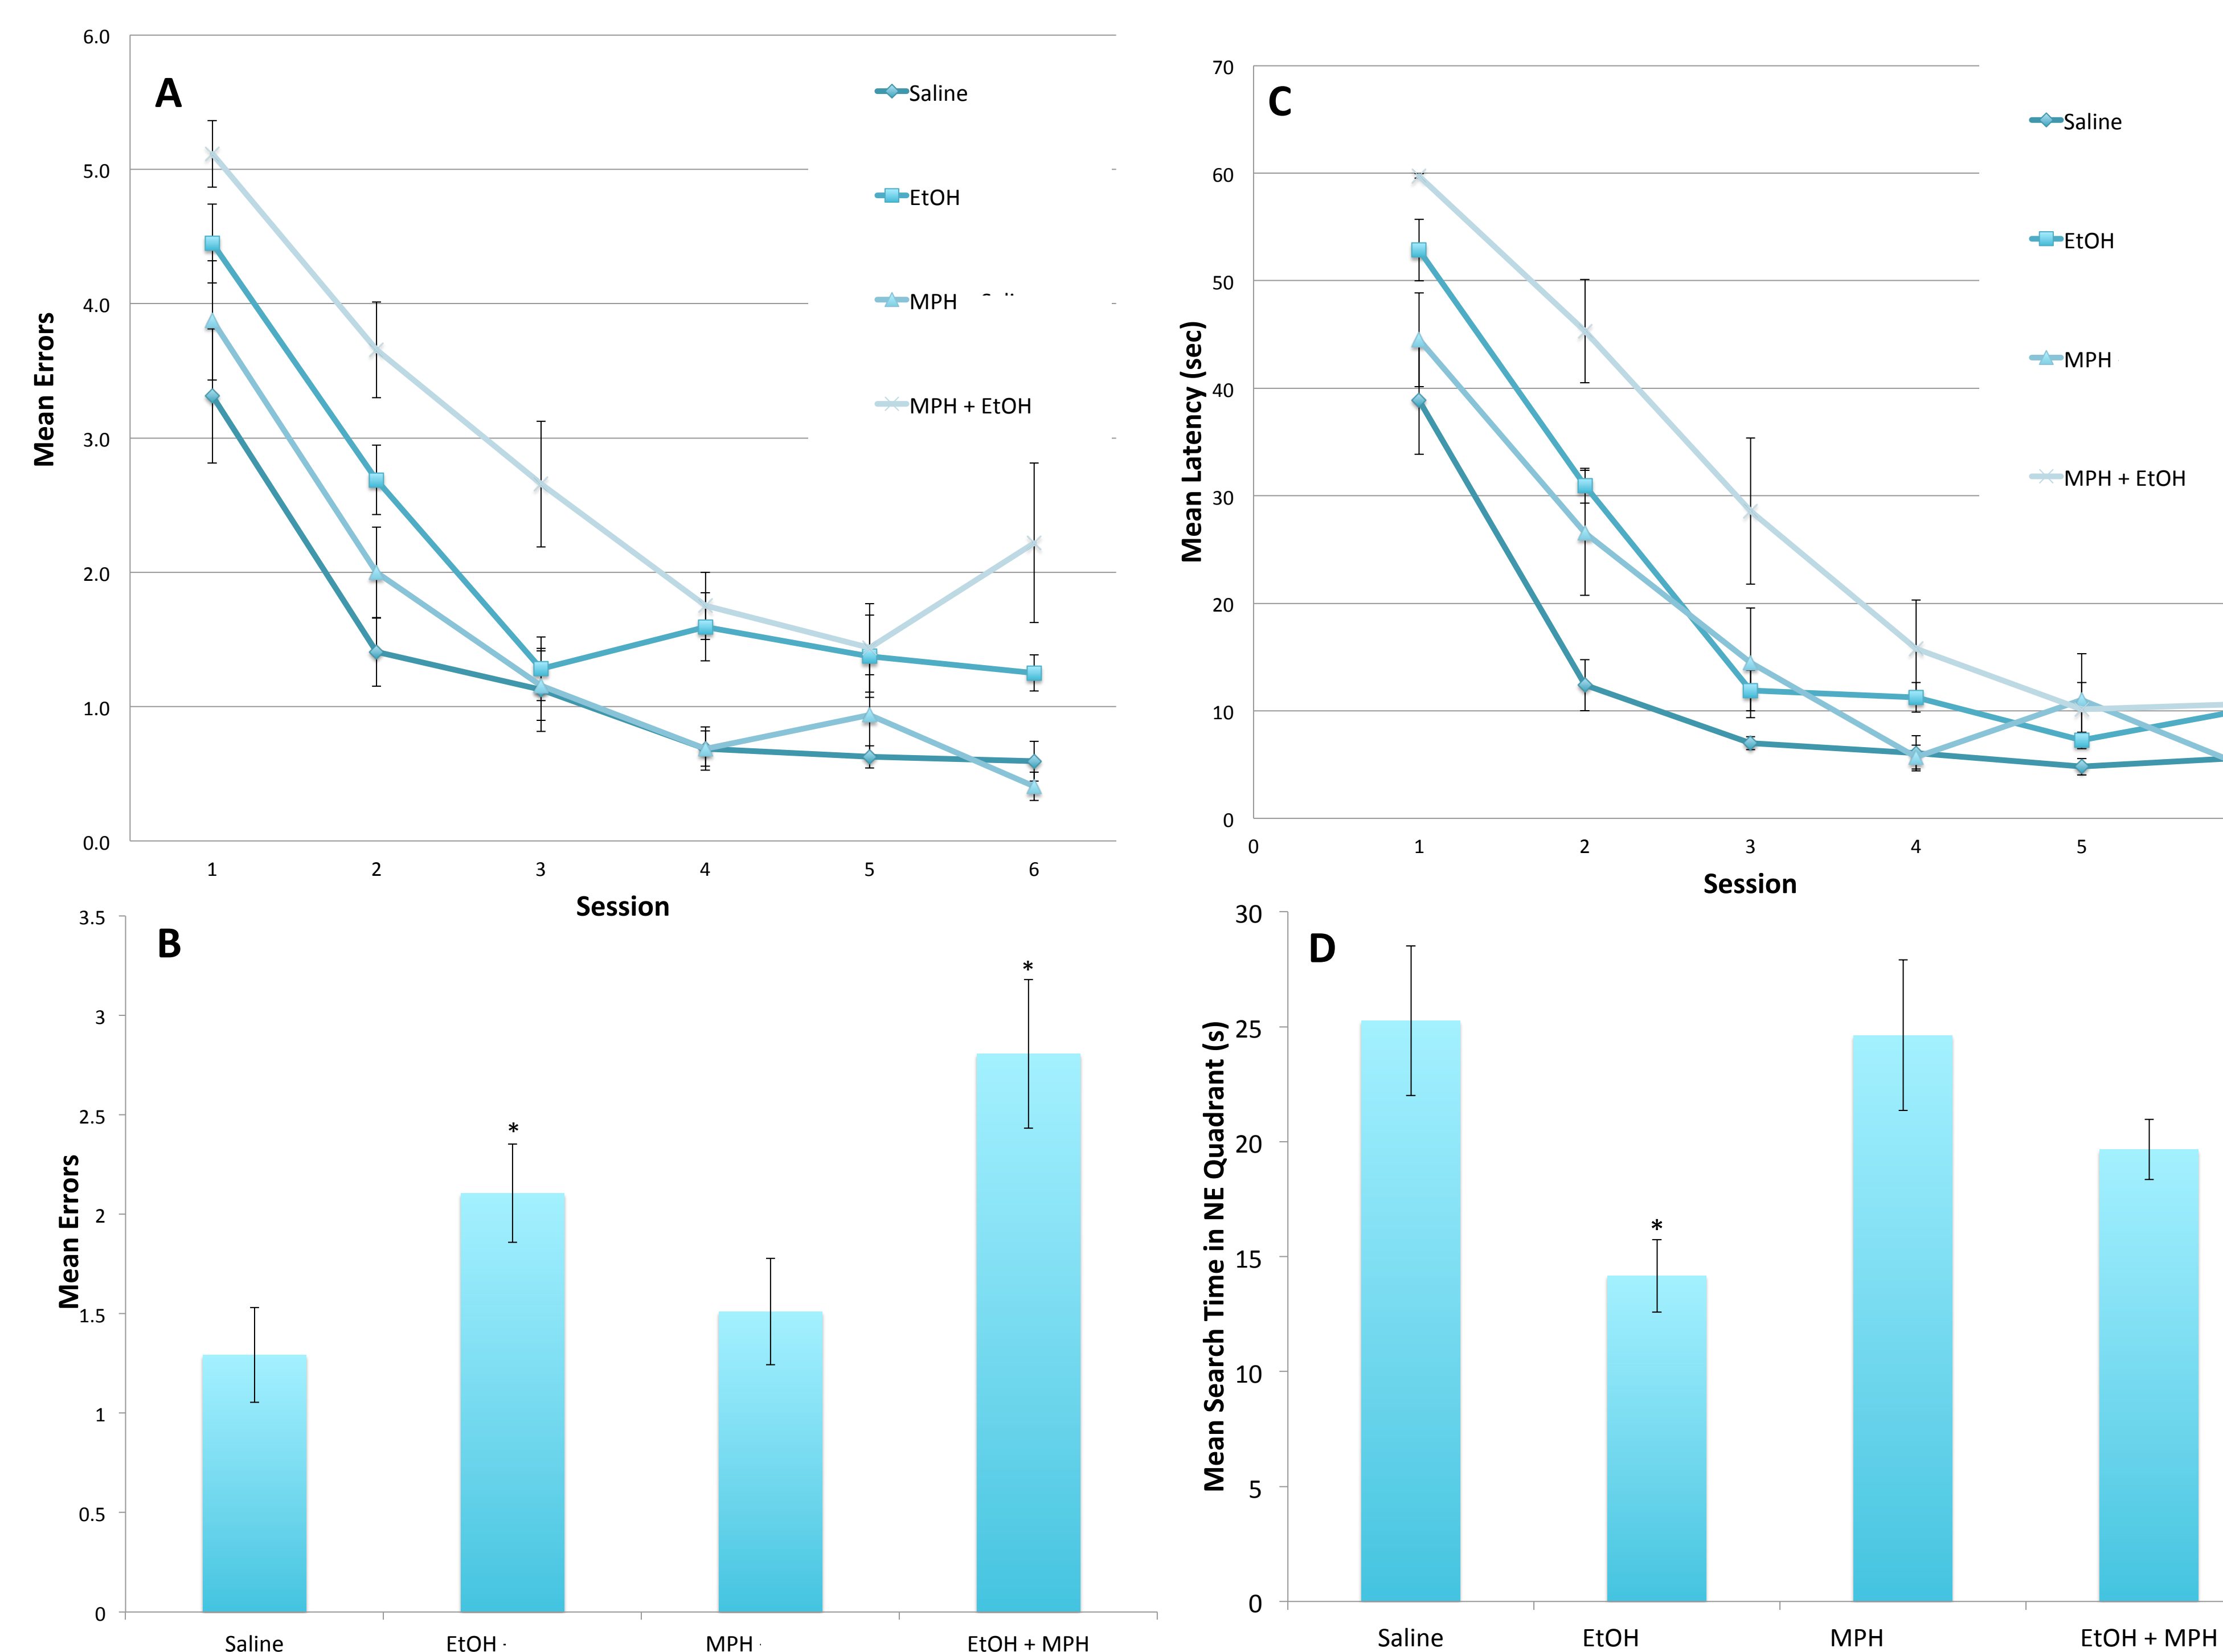 A
6.0
5.0
4.0
3.0
2.0
1.0
0.0
Mean Errors
Saline
EtOH
MPH
MPH + EtOH
1 2 3 4 5 6
Session
B
3.5
3
2.5
2
1.5
1
0.5
0
Mean Errors
*
*
Saline EtOH MPH EtOH + MPH
C
70
60
50
40
30
20
10
0
Mean Latency (sec)
Saline
EtOH
MPH
MPH + EtOH
0 1 2 3 4 5
Session
D
30
25
20
15
10
5
0
Mean Search Time in NE Quadrant (s)
*
Saline EtOH MPH EtOH + MPH